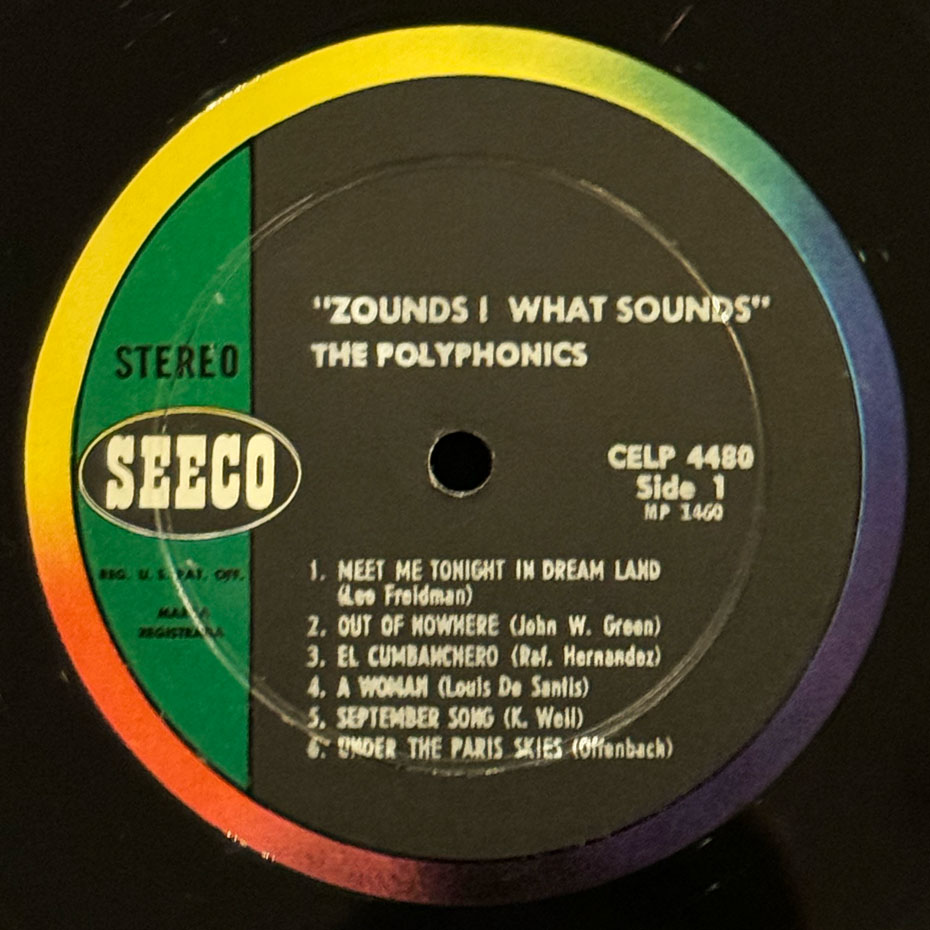 "ZOUNDS! WHAT SOUNDS"
THE POLYPHONICS
STEREO
SEECO
CELP 4480
Side 1
MP 1460
REG. U. S. PAT. OFF.
MARCA
REGISTRADA
1. MEET ME TONIGHT IN DREAM LAND
(Leo Freidman)
2. OUT OF NOWHERE (John W. Green)
3. EL CUMBANCHERO (Raf. Hernandez)
4. A WOMAN (Louis De Santis)
5. SEPTEMBER SONG (K. Weil)
6. UNDER THE PARIS SKIES (Offenbach)